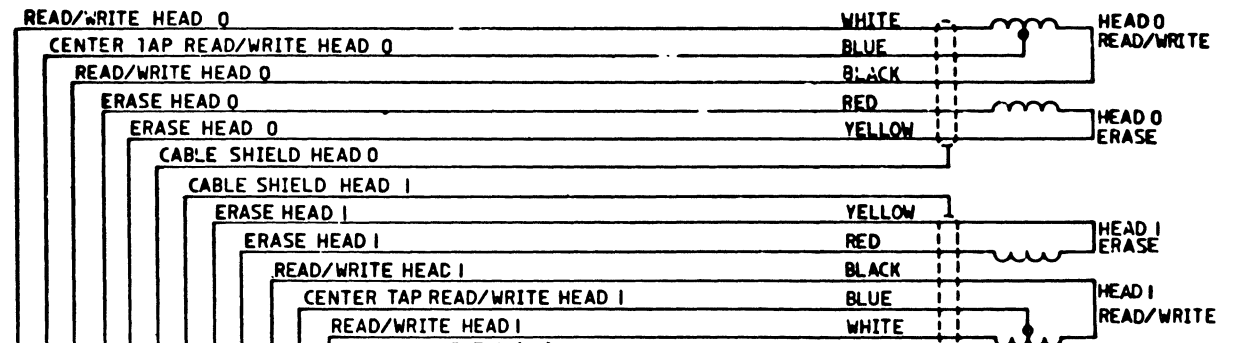 READ/WRITE HEAD 0 WHITE HEAD 0
CENTER TAP READ/WRITE HEAD 0 BLUE READ/WRITE
READ/WRITE HEAD 0 BLACK
ERASE HEAD 0 RED HEAD 0
ERASE HEAD 0 YELLOW ERASE
CABLE SHIELD HEAD 0
CABLE SHIELD HEAD 1
ERASE HEAD 1 YELLOW HEAD 1
ERASE HEAD 1 RED ERASE
READ/WRITE HEAD 1 BLACK HEAD 1
CENTER TAP READ/WRITE HEAD 1 BLUE READ/WRITE
READ/WRITE HEAD 1 WHITE